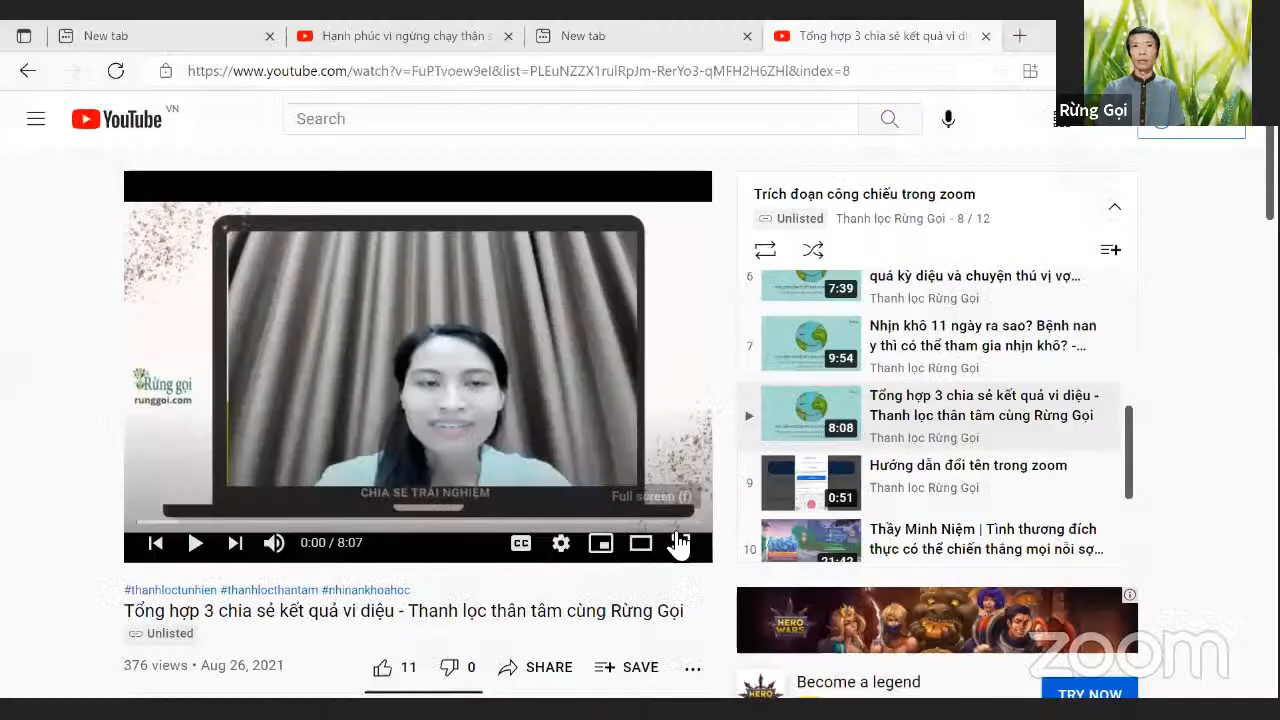 New tab
Hạnh phúc vì ngừng chạy thận s
New tab
Tổng hợp 3 chia sẻ kết quả vi di
https://www.youtube.com/watch?v=FuP1voew9eI&list=PLEuNZZX1rulRpJm-RerYo3-qMFH2H6ZHl&index=8
Rừng Gọi
YouTube VN
Search
Rừng gọi
runggoi.com
CHIA SẺ TRẢI NGHIỆM
Full screen (f)
0:00 / 8:07
CC
#thanhloctunhien #thanhlocthantam #nhinankhoahoc
Tổng hợp 3 chia sẻ kết quả vi diệu - Thanh lọc thân tâm cùng Rừng Gọi
Unlisted
376 views • Aug 26, 2021
11
0
SHARE
SAVE
Trích đoạn công chiếu trong zoom
Unlisted Thanh lọc Rừng Gọi - 8 / 12
6
7:39
quá kỳ diệu và chuyện thú vị vợ...
Thanh lọc Rừng Gọi
7
9:54
Nhịn khô 11 ngày ra sao? Bệnh nan
y thì có thể tham gia nhịn khô? -...
Thanh lọc Rừng Gọi
8:08
Tổng hợp 3 chia sẻ kết quả vi diệu -
Thanh lọc thân tâm cùng Rừng Gọi
Thanh lọc Rừng Gọi
9
0:51
Hướng dẫn đổi tên trong zoom
Thanh lọc Rừng Gọi
10
21:42
Thầy Minh Niệm | Tình thương đích
thực có thể chiến thắng mọi nỗi sợ...
HERO WARS
zoom
HERO
Become a legend
TRY NOW